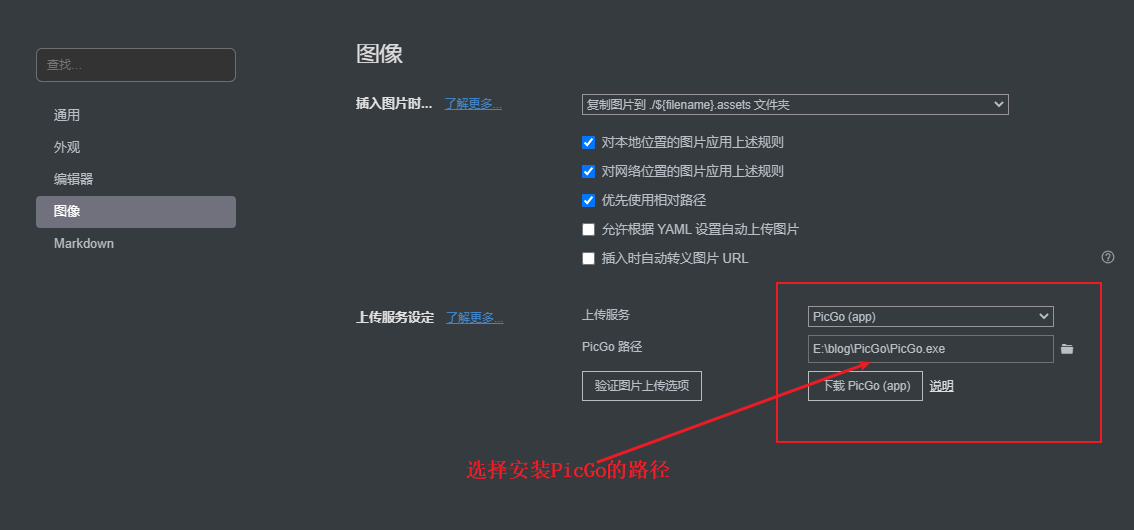 图像
查找...
插入图片时... 了解更多... 复制图片到 ./${filename}.assets 文件夹
通用
对本地位置的图片应用上述规则
外观
对网络位置的图片应用上述规则
编辑器
优先使用相对路径
图像
允许根据 YAML 设置自动上传图片
Markdown
插入时自动转义图片 URL
上传服务设定 了解更多... 上传服务 PicGo (app)
PicGo 路径 E:\blog\PicGo\PicGo.exe
验证图片上传选项 下载 PicGo (app) 说明
选择安装PicGo的路径